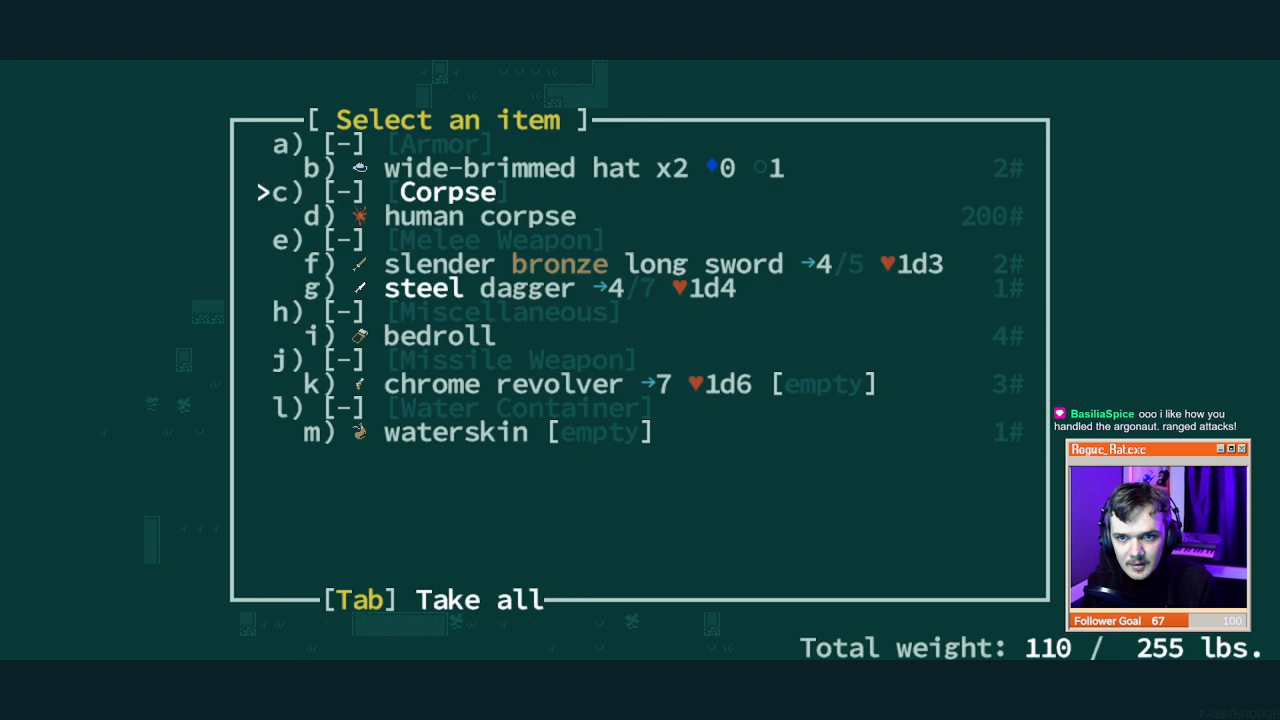 [ Select an item ]
a) [-] [Armor]
b) wide-brimmed hat x2 ♦0 ○1 2#
>c) [-] [Corpse]
d) human corpse 200#
e) [-] [Melee Weapon]
f) slender bronze long sword →4/5 ♥1d3 2#
g) steel dagger →4/7 ♥1d4 1#
h) [-] [Miscellaneous]
i) bedroll 4#
j) [-] [Missile Weapon]
k) chrome revolver →7 ♥1d6 [empty] 3#
l) [-] [Water Container]
m) waterskin [empty] 1#
[Tab] Take all
Total weight: 110 / 255 lbs.
BasiliaSpice ooo i like how you
handled the argonaut. ranged attacks!
Rogue_Rat.exe
Follower Goal 67 100
PASSTHROUGH